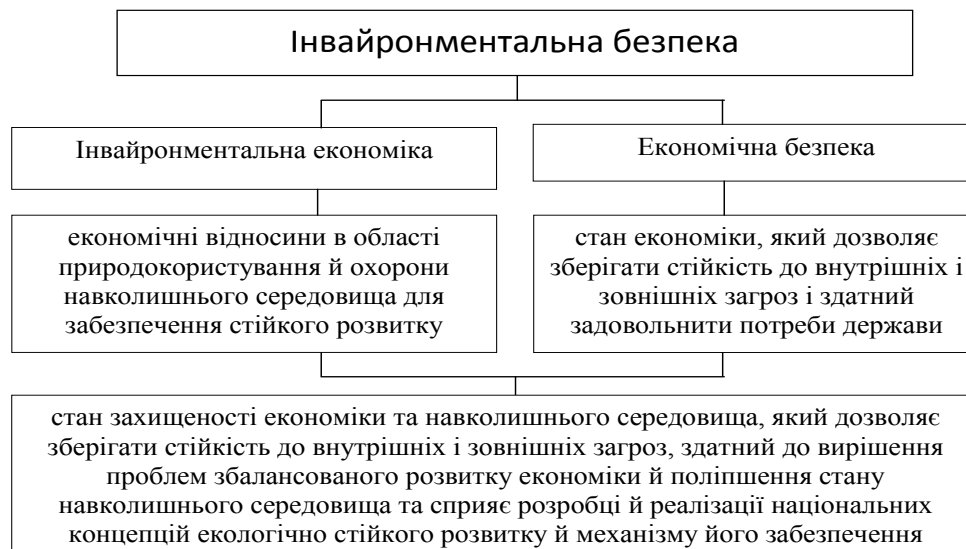 Інвайронментальна безпека
Інвайронментальна економіка
Економічна безпека
економічні відносини в області
природокористування й охорони
навколишнього середовища для
забезпечення стійкого розвитку
стан економіки, який дозволяє
зберігати стійкість до внутрішніх і
зовнішніх загроз і здатний
задовольнити потреби держави
стан захищеності економіки та навколишнього середовища, який дозволяє
зберігати стійкість до внутрішніх і зовнішніх загроз, здатний до вирішення
проблем збалансованого розвитку економіки й поліпшення стану
навколишнього середовища та сприяє розробці й реалізації національних
концепцій екологічно стійкого розвитку й механізму його забезпечення